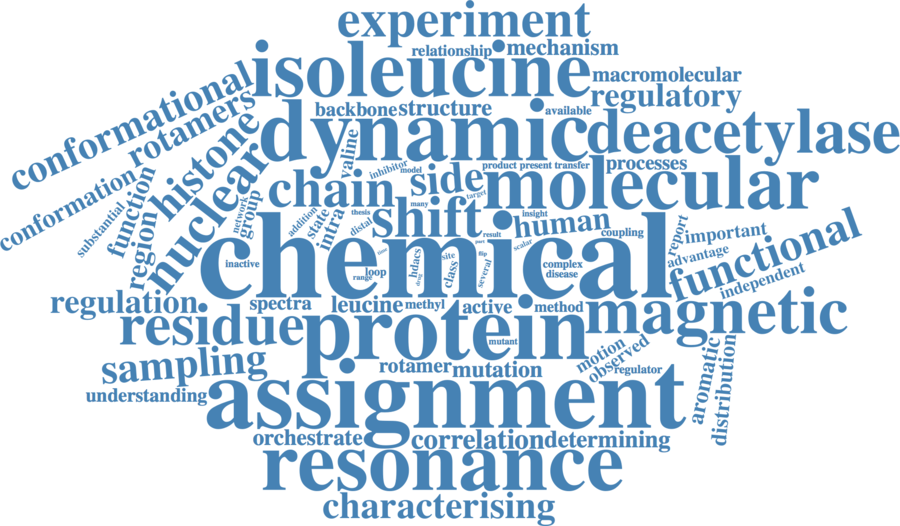 experiment
relationship
mechanism
isoleucine
macromolecular
regulatory
conformational
rotamers
backbone
structure
available
dynamic
deacetylase
histone
nuclear
valine
inhibitor
model
product
present
transfer
processes
conformation
chain
side
molecular
target
many
substantial
function
region
network
group
addition
state
intra
thesis
distal
shift
insight
human
coupling
result
scalar
report
important
advantage
functional
independent
chemical
inactive
range
loop
hdacs
drug
site
class
flip
several
complex
disease
regulation
spectra
leucine
methyl
active
method
magnetic
residue
protein
mutant
sampling
rotamer
mutation
motion
observed
regulator
aromatic
distribution
understanding
assignment
orchestrate
correlation
determining
resonance
characterising